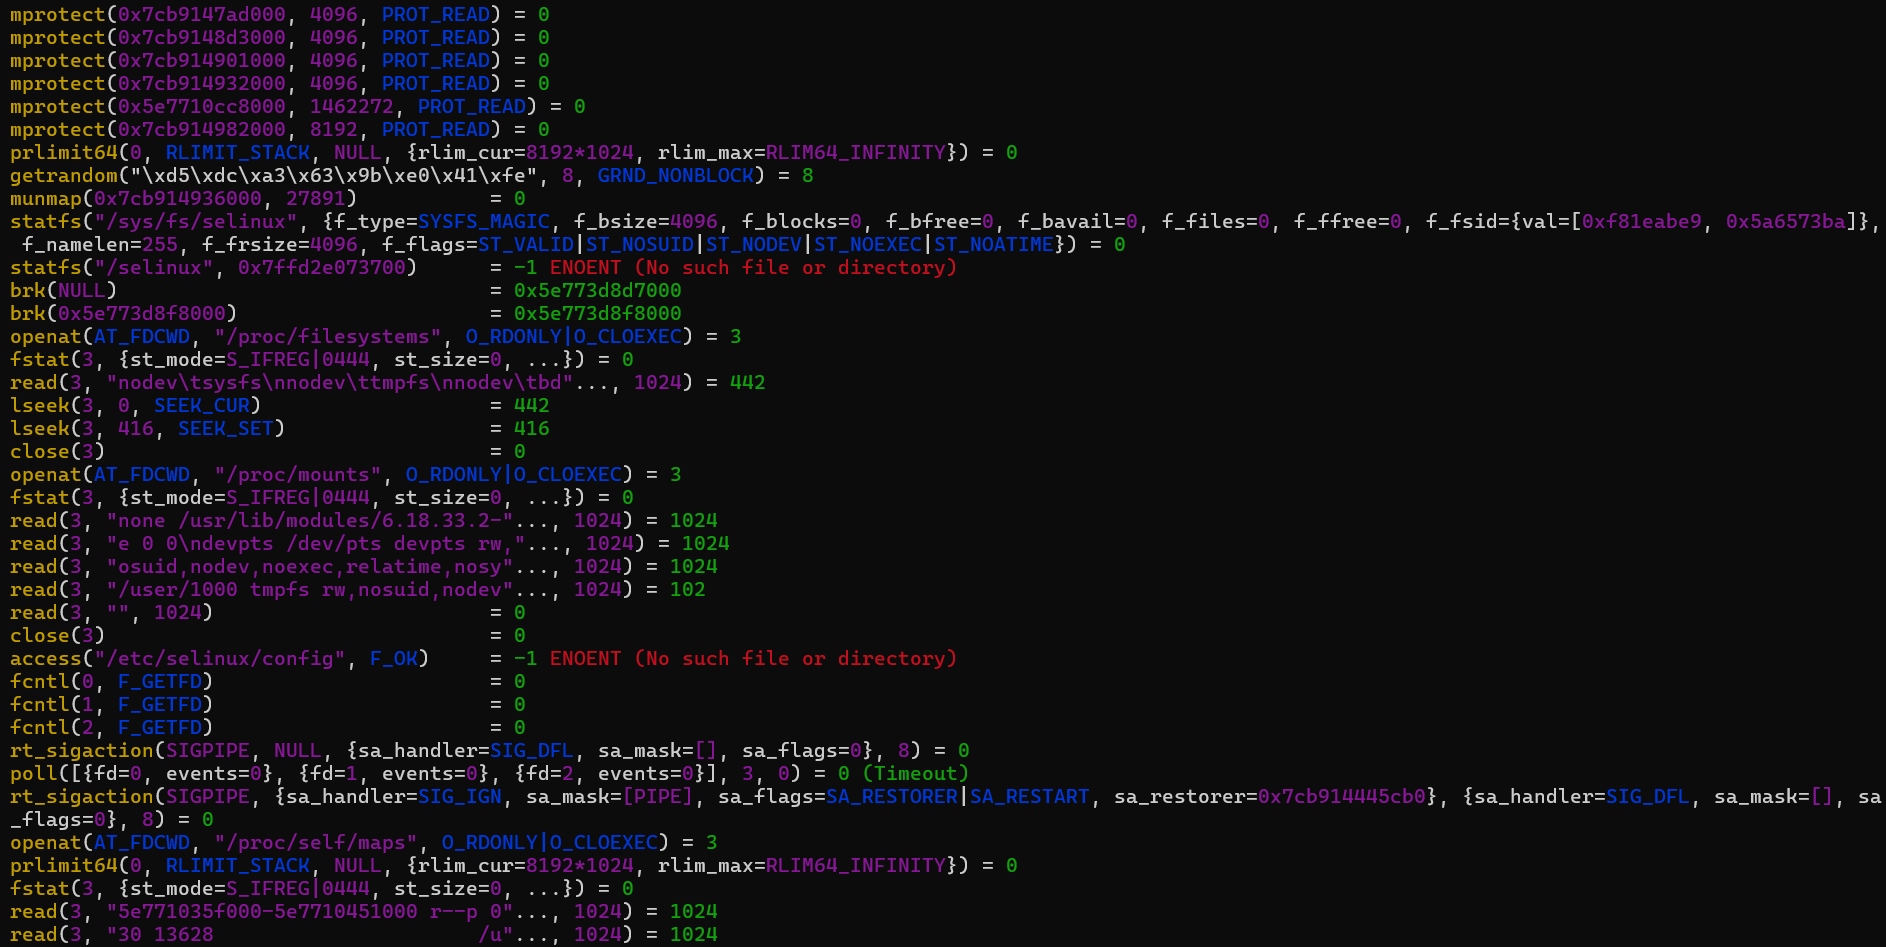 mprotect(0x7cb9147ad000, 4096, PROT_READ) = 0
mprotect(0x7cb9148d3000, 4096, PROT_READ) = 0
mprotect(0x7cb914901000, 4096, PROT_READ) = 0
mprotect(0x7cb914932000, 4096, PROT_READ) = 0
mprotect(0x5e7710cc8000, 1462272, PROT_READ) = 0
mprotect(0x7cb914982000, 8192, PROT_READ) = 0
prlimit64(0, RLIMIT_STACK, NULL, {rlim_cur=8192*1024, rlim_max=RLIM64_INFINITY}) = 0
getrandom("\xd5\xdc\xa3\x63\x9b\xe0\x41\xfe", 8, GRND_NONBLOCK) = 8
munmap(0x7cb914936000, 27891)           = 0
statfs("/sys/fs/selinux", {f_type=SYSFS_MAGIC, f_bsize=4096, f_blocks=0, f_bfree=0, f_bavail=0, f_files=0, f_ffree=0, f_fsid={val=[0xf81eabe9, 0x5a6573ba]},
 f_namelen=255, f_frsize=4096, f_flags=ST_VALID|ST_NOSUID|ST_NODEV|ST_NOEXEC|ST_NOATIME}) = 0
statfs("/selinux", 0x7ffd2e073700)      = -1 ENOENT (No such file or directory)
brk(NULL)                               = 0x5e773d8d7000
brk(0x5e773d8f8000)                     = 0x5e773d8f8000
openat(AT_FDCWD, "/proc/filesystems", O_RDONLY|O_CLOEXEC) = 3
fstat(3, {st_mode=S_IFREG|0444, st_size=0, ...}) = 0
read(3, "nodev\tsysfs\nnodev\ttmpfs\nnodev\tbd"..., 1024) = 442
lseek(3, 0, SEEK_CUR)                   = 442
lseek(3, 416, SEEK_SET)                 = 416
close(3)                                = 0
openat(AT_FDCWD, "/proc/mounts", O_RDONLY|O_CLOEXEC) = 3
fstat(3, {st_mode=S_IFREG|0444, st_size=0, ...}) = 0
read(3, "none /usr/lib/modules/6.18.33.2-"..., 1024) = 1024
read(3, "e 0 0\ndevpts /dev/pts devpts rw,"..., 1024) = 1024
read(3, "osuid,nodev,noexec,relatime,nosy"..., 1024) = 1024
read(3, "/user/1000 tmpfs rw,nosuid,nodev"..., 1024) = 102
read(3, "", 1024)                       = 0
close(3)                                = 0
access("/etc/selinux/config", F_OK)     = -1 ENOENT (No such file or directory)
fcntl(0, F_GETFD)                       = 0
fcntl(1, F_GETFD)                       = 0
fcntl(2, F_GETFD)                       = 0
rt_sigaction(SIGPIPE, NULL, {sa_handler=SIG_DFL, sa_mask=[], sa_flags=0}, 8) = 0
poll([{fd=0, events=0}, {fd=1, events=0}, {fd=2, events=0}], 3, 0) = 0 (Timeout)
rt_sigaction(SIGPIPE, {sa_handler=SIG_IGN, sa_mask=[PIPE], sa_flags=SA_RESTORER|SA_RESTART, sa_restorer=0x7cb914445cb0}, {sa_handler=SIG_DFL, sa_mask=[], sa
_flags=0}, 8) = 0
openat(AT_FDCWD, "/proc/self/maps", O_RDONLY|O_CLOEXEC) = 3
prlimit64(0, RLIMIT_STACK, NULL, {rlim_cur=8192*1024, rlim_max=RLIM64_INFINITY}) = 0
fstat(3, {st_mode=S_IFREG|0444, st_size=0, ...}) = 0
read(3, "5e771035f000-5e7710451000 r--p 0"..., 1024) = 1024
read(3, "30 13628                      /u"..., 1024) = 1024